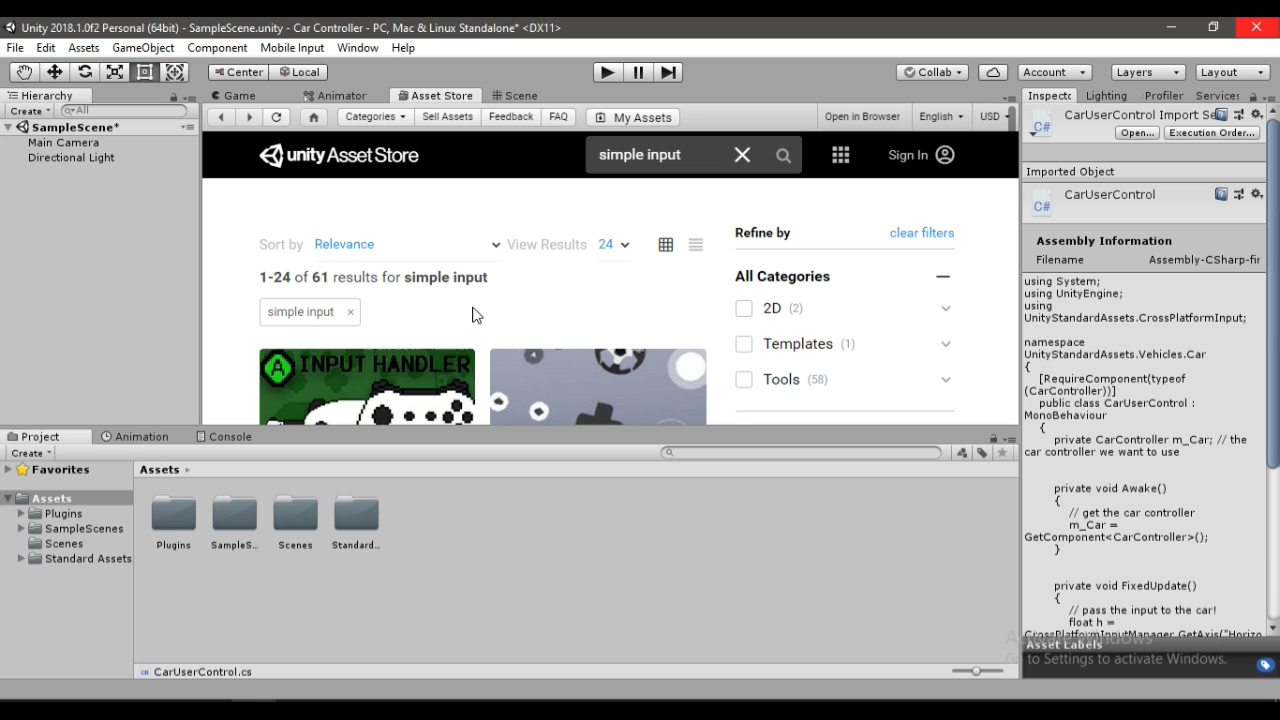 Unity 2018.1.0f2 Personal (64bit) - SampleScene.unity - Car Controller - PC, Mac & Linux Standalone* <DX11>
File Edit Assets GameObject Component Mobile Input Window Help
Center Local Collab Account Layers Layout
Hierarchy
Create All
SampleScene*
Main Camera
Directional Light
Game Animator Asset Store Scene
Categories Sell Assets Feedback FAQ My Assets Open in Browser English USD
unity Asset Store simple input Sign In
Sort by Relevance View Results 24
1-24 of 61 results for simple input
simple input ×
INPUT HANDLER
Refine by clear filters
All Categories
2D (2)
Templates (1)
Tools (58)
Project Animation Console
Create
Favorites
Assets
Plugins
SampleScenes
Scenes
Standard Assets
Assets
Plugins SampleS... Scenes Standard...
CarUserControl.cs
Inspecto Lighting Profiler Services
CarUserControl Import Se
Open... Execution Order...
Imported Object
CarUserControl
C#
Assembly Information
Filename Assembly-CSharp-fir
using System;
using UnityEngine;
using
UnityStandardAssets.CrossPlatformInput;
namespace
UnityStandardAssets.Vehicles.Car
{
[RequireComponent(typeof
(CarController))]
public class CarUserControl :
MonoBehaviour
{
private CarController m_Car; // the
car controller we want to use
private void Awake()
{
// get the car controller
m_Car =
GetComponent<CarController>();
}
private void FixedUpdate()
{
// pass the input to the car!
float h =
CrossPlatformInputManager.GetAxis("Horizo
Asset Labels
Go to Settings to activate Windows.